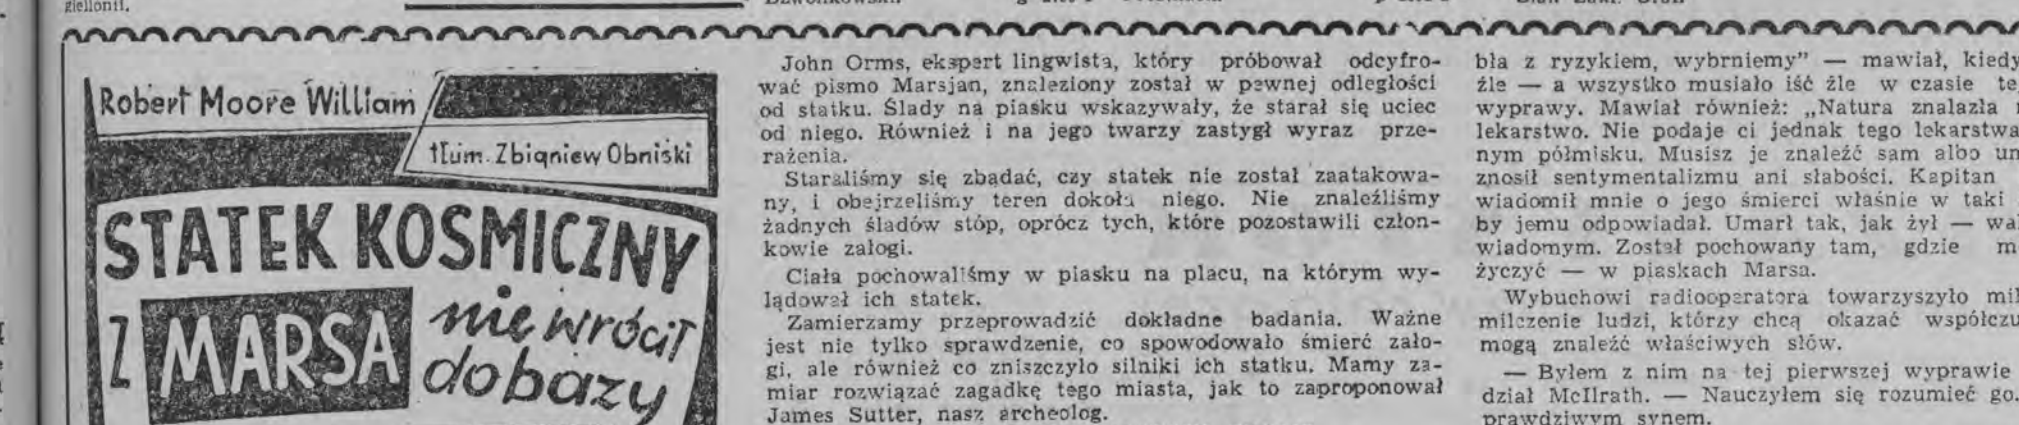 giellonii.
Robert Moore William
tłum. Zbigniew Obniski
STATEK KOSMICZNY
Z MARSA nie wrócił
do bazy
John Orms, ekspert lingwista, który próbował odcyfro-
wać pismo Marsjan, znaleziony został w pewnej odległości
od statku. Ślady na piasku wskazywały, że starał się uciec
od niego. Również i na jego twarzy zastygł wyraz prze-
rażenia.
Staraliśmy się zbadać, czy statek nie został zaatakowa-
ny, i obejrzeliśmy teren dokoła niego. Nie znaleźliśmy
żadnych śladów stóp, oprócz tych, które pozostawili człon-
kowie załogi.
Ciała pochowaliśmy w piasku na placu, na którym wy-
lądował ich statek.
Zamierzamy przeprowadzić dokładne badania. Ważne
jest nie tylko sprawdzenie, co spowodowało śmierć zało-
gi, ale również co zniszczyło silniki ich statku. Mamy za-
miar rozwiązać zagadkę tego miasta, jak to zaproponował
James Sutter, nasz archeolog.
bła z ryzykiem, wybrniemy” — mawiał, kiedy
źle — a wszystko musiało iść źle w czasie te
wyprawy. Mawiał również: „Natura znalazła
lekarstwo. Nie podaje ci jednak tego lekarstwa
nym półmisku. Musisz je znaleźć sam albo um
znosił sentymentalizmu ani słabości. Kapitan
wiadomił mnie o jego śmierci właśnie w taki
by jemu odpowiadał. Umarł tak, jak żył — wal
wiadomym. Został pochowany tam, gdzie m
życzyć — w piaskach Marsa.
Wybuchowi radiooperatora towarzyszyło mil
milczenie ludzi, którzy chcą okazać współczu
mogą znaleźć właściwych słów.
— Byłem z nim na tej pierwszej wyprawie
dział McIlrath. — Nauczyłem się rozumieć go.
prawdziwym synem.